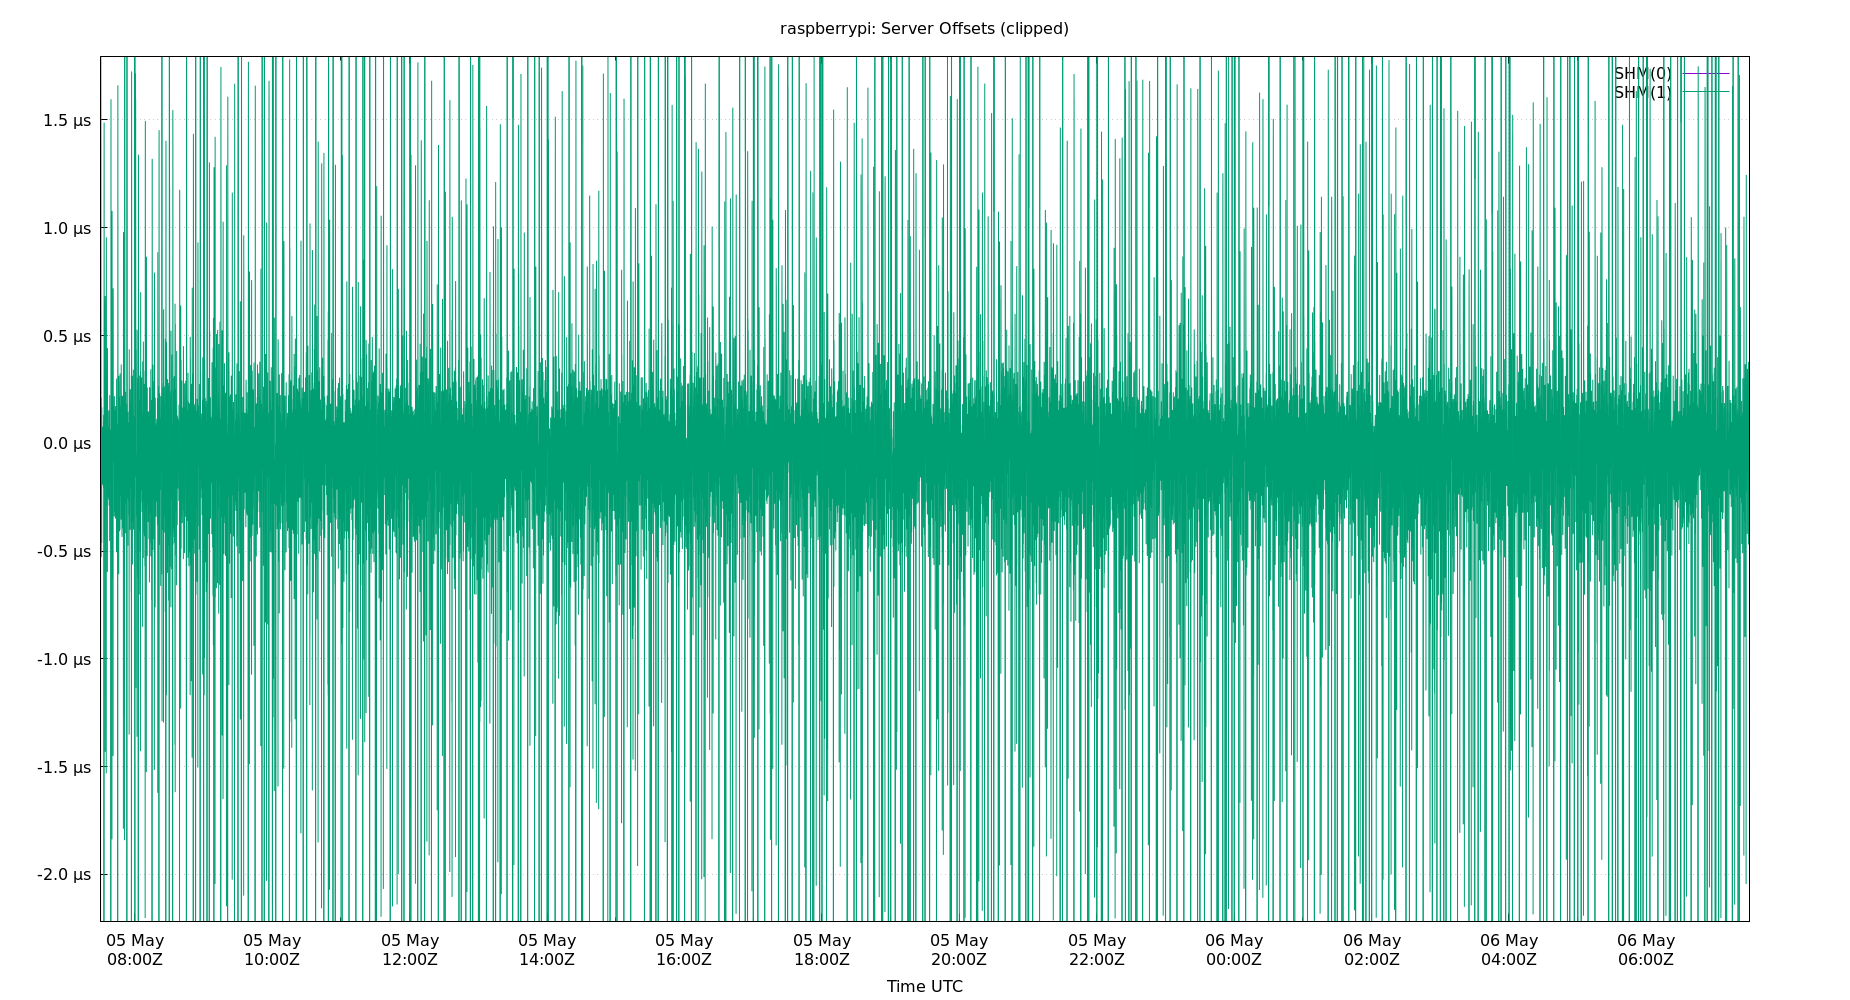 raspberrypi: Server Offsets (clipped)
SHM(0)
SHM(1)
1.5 µs
1.0 µs
0.5 µs
0.0 µs
-0.5 µs
-1.0 µs
-1.5 µs
-2.0 µs
05 May 05 May 05 May 05 May 05 May 05 May 05 May 05 May 06 May 06 May 06 May 06 May
08:00Z 10:00Z 12:00Z 14:00Z 16:00Z 18:00Z 20:00Z 22:00Z 00:00Z 02:00Z 04:00Z 06:00Z
Time UTC